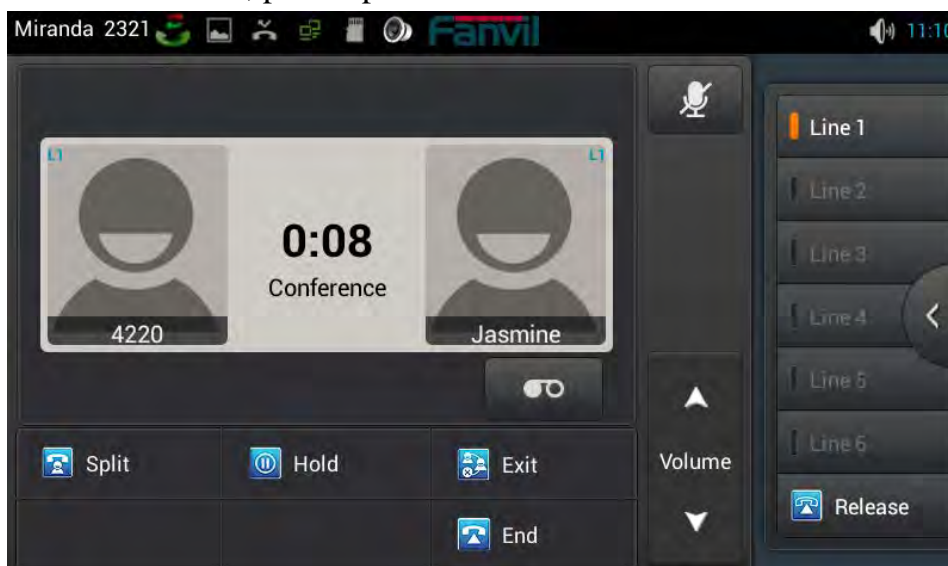 Miranda 2321 Fanvil 11:10
L1 L1
0:08
Conference
4220 Jasmine
Split Hold Exit
End
Volume
Line 1
Line 2
Line 3
Line 4
Line 5
Line 6
Release